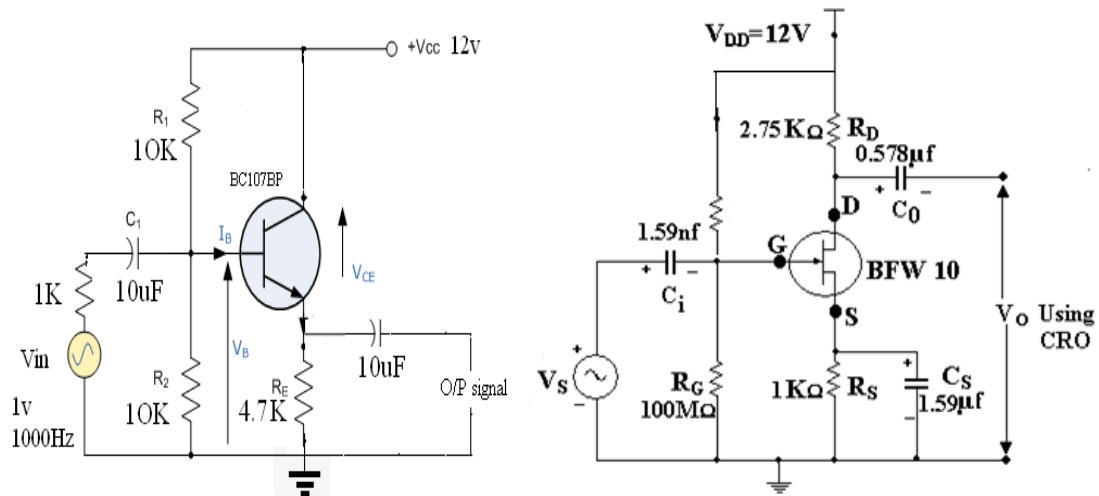 +Vcc 12v
R1
10K
BC107BP
C1
IB
10uF
1K
VCE
Vin
VB
10uF
R2
RE
O/P signal
1v
10K
4.7K
1000Hz
VDD=12V
2.75KΩ RD
0.578μf
+ −
C0
D
1.59nf
G
+ −
BFW 10
Ci
S
VO Using
CRO
+
VS
−
RG
100MΩ
1KΩ RS
+
CS
−
1.59μf